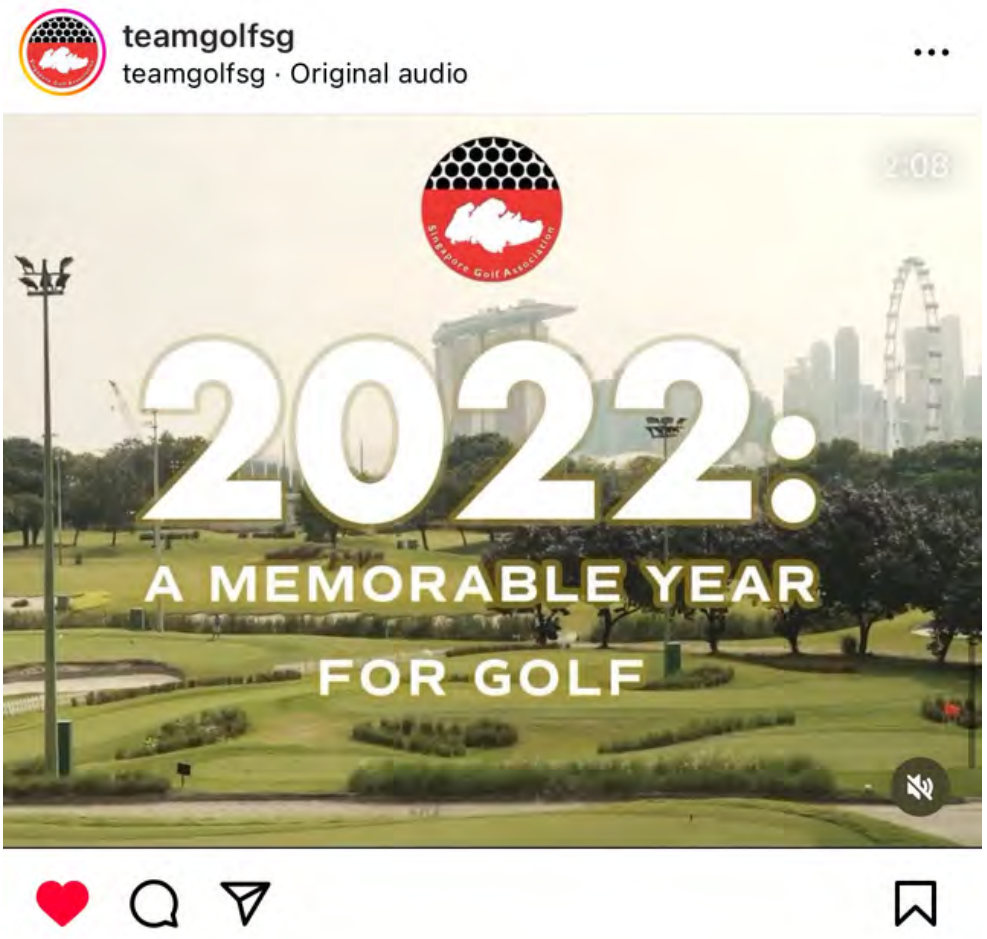 teamgolfsg
teamgolfsg · Original audio
2:08
Singapore Golf Association
2022:
A MEMORABLE YEAR
FOR GOLF